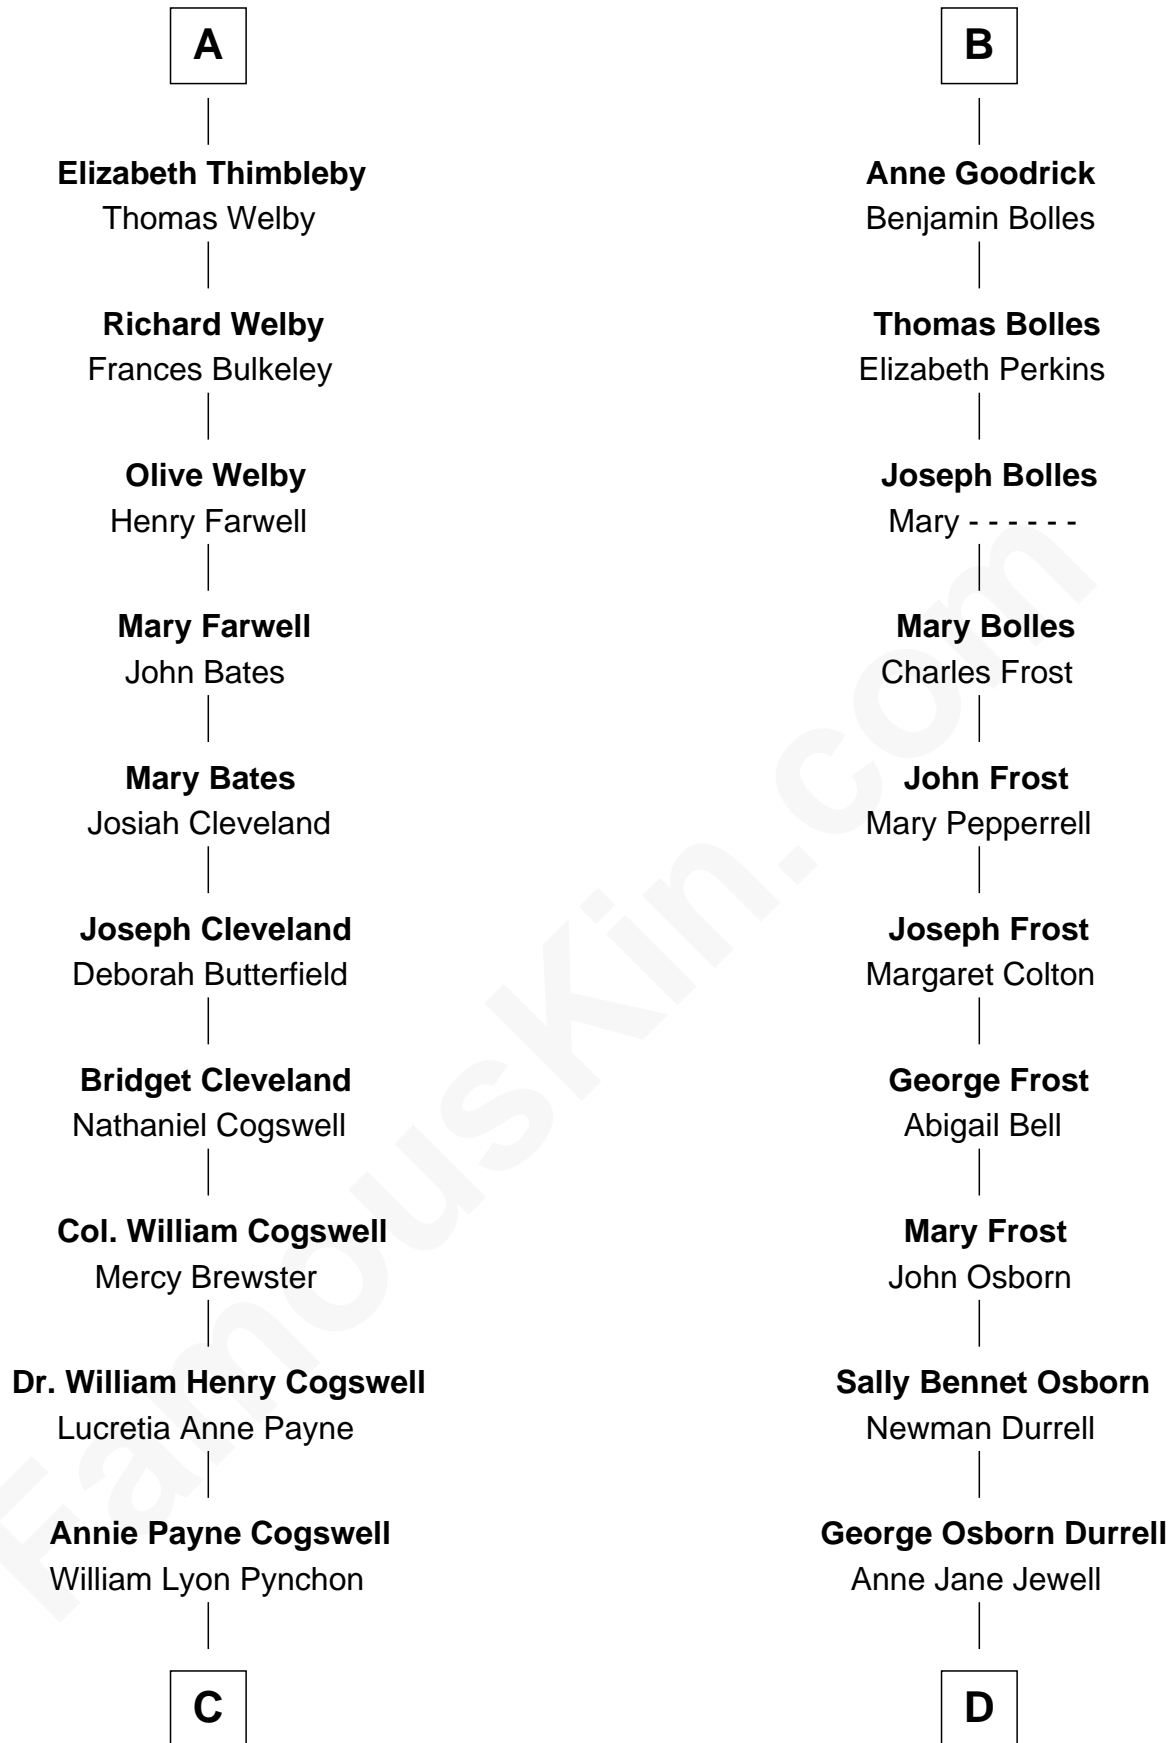 A
Elizabeth Thimbleby
Thomas Welby
Richard Welby
Frances Bulkeley
Olive Welby
Henry Farwell
Mary Farwell
John Bates
Mary Bates
Josiah Cleveland
Joseph Cleveland
Deborah Butterfield
Bridget Cleveland
Nathaniel Cogswell
Col. William Cogswell
Mercy Brewster
Dr. William Henry Cogswell
Lucretia Anne Payne
Annie Payne Cogswell
William Lyon Pynchon
C
B
Anne Goodrick
Benjamin Bolles
Thomas Bolles
Elizabeth Perkins
Joseph Bolles
Mary - - - - - -
Mary Bolles
Charles Frost
John Frost
Mary Pepperrell
Joseph Frost
Margaret Colton
George Frost
Abigail Bell
Mary Frost
John Osborn
Sally Bennet Osborn
Newman Durrell
George Osborn Durrell
Anne Jane Jewell
D
FamousKin.com